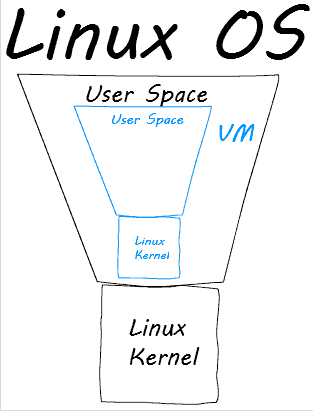 Linux OS
User Space
User Space
VM
Linux
Kernel
Linux
Kernel